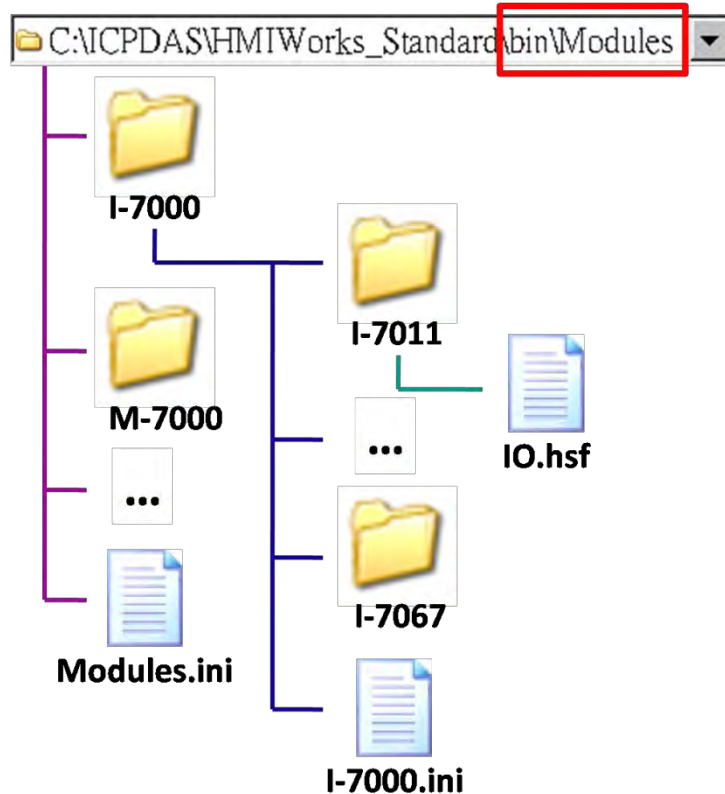 C:\ICPDAS\HMIWorks_Standard\bin\Modules
I-7000
I-7011
M-7000
IO.hsf
...
...
I-7067
Modules.ini
I-7000.ini